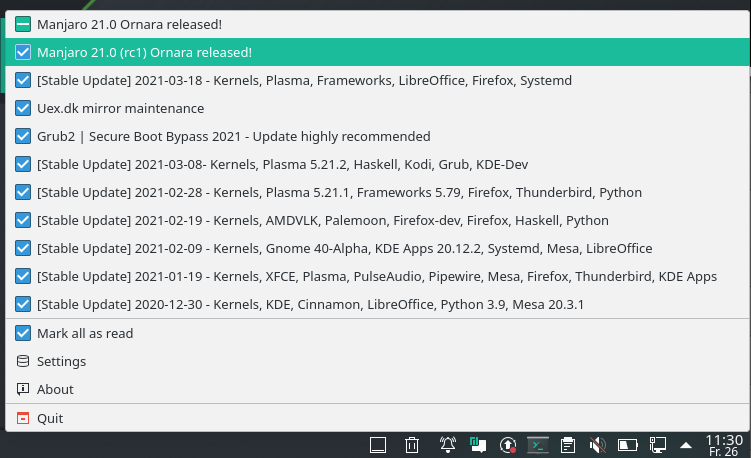 Manjaro 21.0 Ornara released!
Manjaro 21.0 (rc1) Ornara released!
[Stable Update] 2021-03-18 - Kernels, Plasma, Frameworks, LibreOffice, Firefox, Systemd
Uex.dk mirror maintenance
Grub2 | Secure Boot Bypass 2021 - Update highly recommended
[Stable Update] 2021-03-08- Kernels, Plasma 5.21.2, Haskell, Kodi, Grub, KDE-Dev
[Stable Update] 2021-02-28 - Kernels, Plasma 5.21.1, Frameworks 5.79, Firefox, Thunderbird, Python
[Stable Update] 2021-02-19 - Kernels, AMDVLK, Palemoon, Firefox-dev, Firefox, Haskell, Python
[Stable Update] 2021-02-09 - Kernels, Gnome 40-Alpha, KDE Apps 20.12.2, Systemd, Mesa, LibreOffice
[Stable Update] 2021-01-19 - Kernels, XFCE, Plasma, PulseAudio, Pipewire, Mesa, Firefox, Thunderbird, KDE Apps
[Stable Update] 2020-12-30 - Kernels, KDE, Cinnamon, LibreOffice, Python 3.9, Mesa 20.3.1
Mark all as read
Settings
About
Quit
11:30
Fr. 26